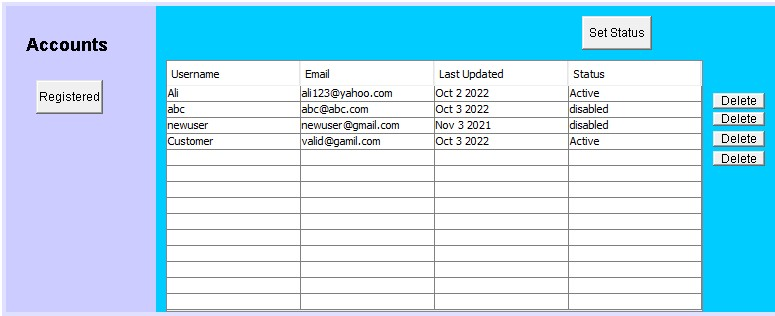 Accounts
Registered
Set Status
Username Email Last Updated Status
Ali ali123@yahoo.com Oct 2 2022 Active
Delete
abc abc@abc.com Oct 3 2022 disabled
Delete
newuser newuser@gmail.com Nov 3 2021 disabled
Delete
Customer valid@gamil.com Oct 3 2022 Active
Delete